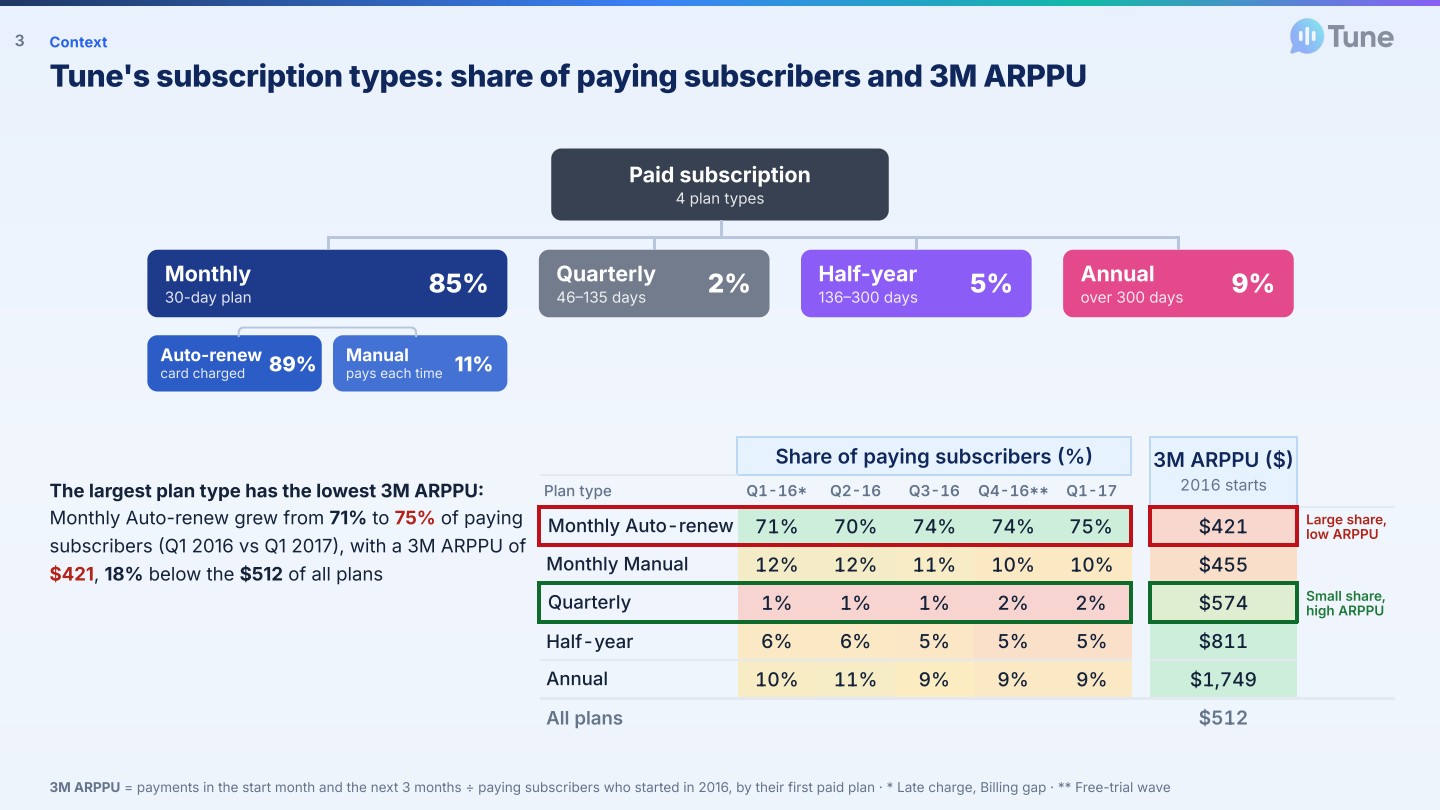 3
Context
Tune
Tune's subscription types: share of paying subscribers and 3M ARPPU
Paid subscription
4 plan types
Monthly
30-day plan
85%
Quarterly
46–135 days
2%
Half-year
136–300 days
5%
Annual
over 300 days
9%
Auto-renew
card charged
89%
Manual
pays each time
11%
The largest plan type has the lowest 3M ARPPU:
Monthly Auto-renew grew from 71% to 75% of paying
subscribers (Q1 2016 vs Q1 2017), with a 3M ARPPU of
$421, 18% below the $512 of all plans
Share of paying subscribers (%)
3M ARPPU ($)
2016 starts
Plan type Q1-16* Q2-16 Q3-16 Q4-16** Q1-17
Monthly Auto-renew 71% 70% 74% 74% 75% $421
Large share,
low ARPPU
Monthly Manual 12% 12% 11% 10% 10% $455
Quarterly 1% 1% 1% 2% 2% $574
Small share,
high ARPPU
Half-year 6% 6% 5% 5% 5% $811
Annual 10% 11% 9% 9% 9% $1,749
All plans $512
3M ARPPU = payments in the start month and the next 3 months ÷ paying subscribers who started in 2016, by their first paid plan · * Late charge, Billing gap · ** Free-trial wave